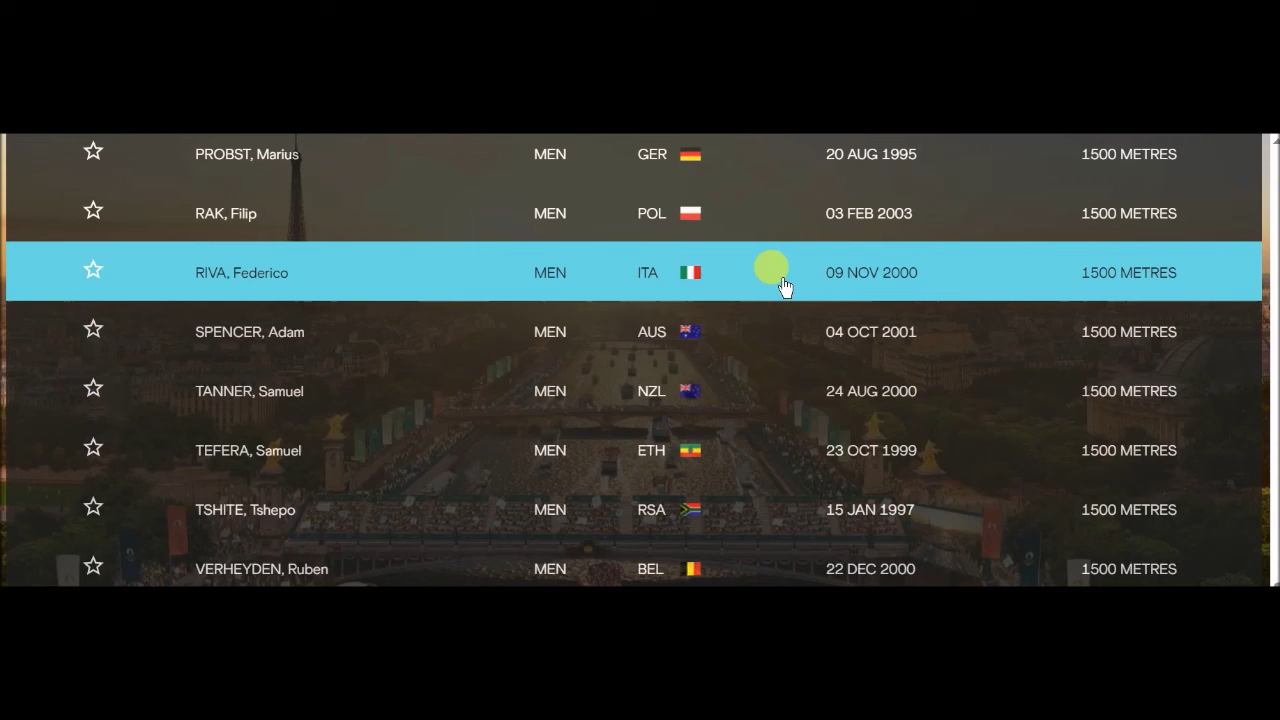 PROBST, Marius MEN GER 20 AUG 1995 1500 METRES
RAK, Filip MEN POL 03 FEB 2003 1500 METRES
RIVA, Federico MEN ITA 09 NOV 2000 1500 METRES
SPENCER, Adam MEN AUS 04 OCT 2001 1500 METRES
TANNER, Samuel MEN NZL 24 AUG 2000 1500 METRES
TEFERA, Samuel MEN ETH 23 OCT 1999 1500 METRES
TSHITE, Tshepo MEN RSA 15 JAN 1997 1500 METRES
VERHEYDEN, Ruben MEN BEL 22 DEC 2000 1500 METRES